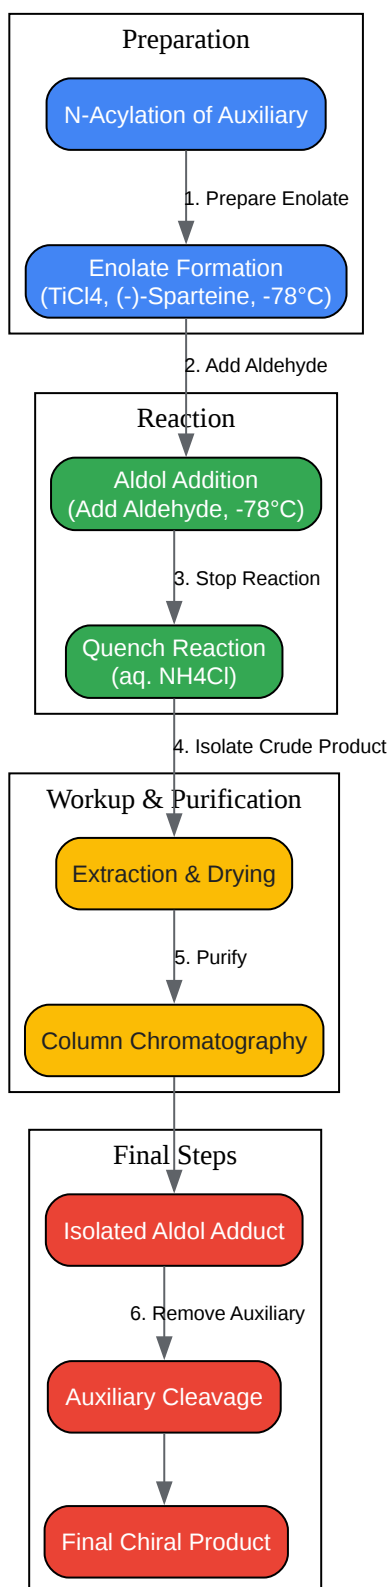 Preparation
N-Acylation of Auxiliary
1. Prepare Enolate
Enolate Formation
(TiCl4, (-)-Sparteine, -78°C)
2. Add Aldehyde
Reaction
Aldol Addition
(Add Aldehyde, -78°C)
3. Stop Reaction
Quench Reaction
(aq. NH4Cl)
4. Isolate Crude Product
Workup & Purification
Extraction & Drying
5. Purify
Column Chromatography
Final Steps
Isolated Aldol Adduct
6. Remove Auxiliary
Auxiliary Cleavage
Final Chiral Product